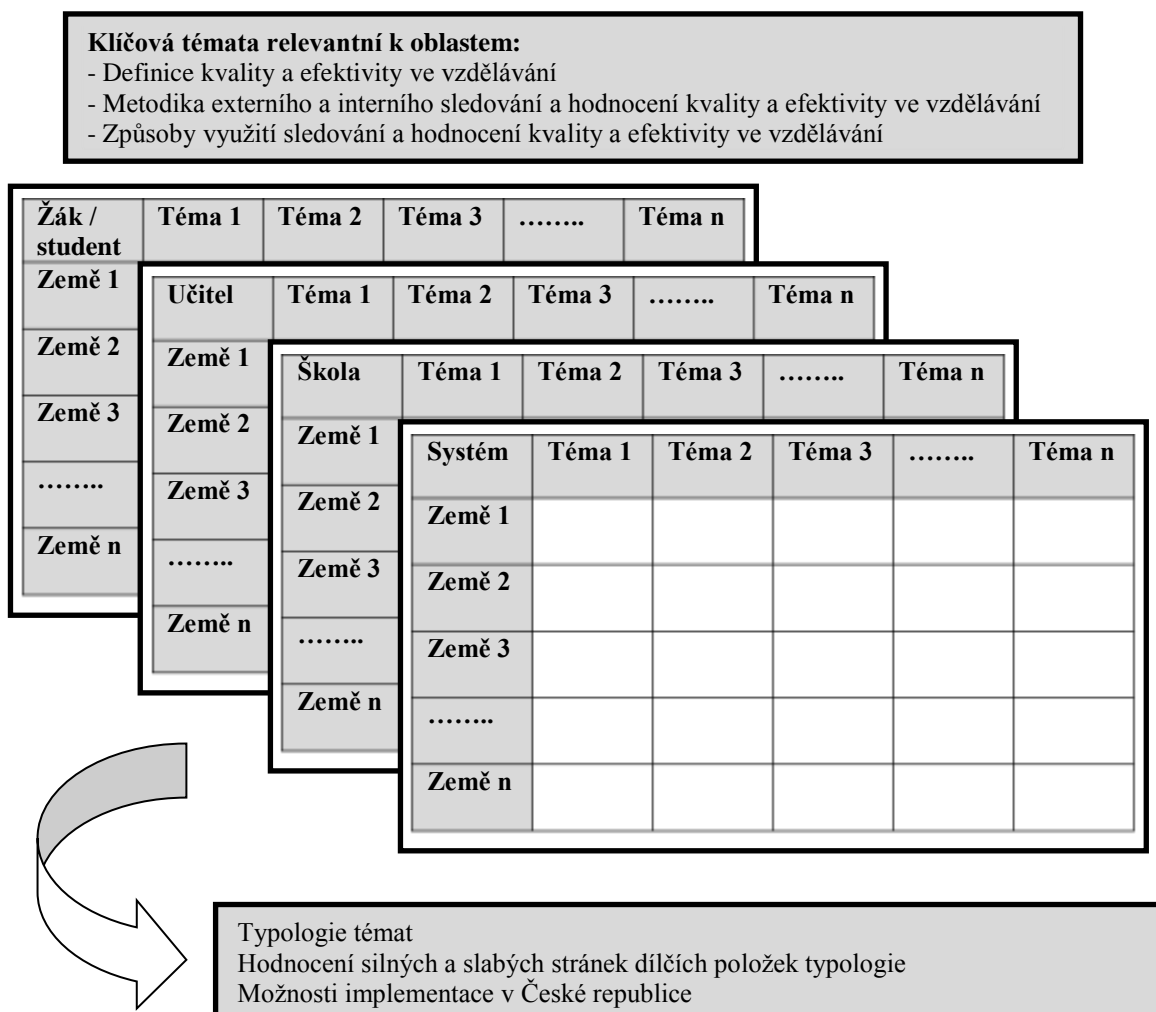 Klíčová témata relevantní k oblastem:
- Definice kvality a efektivity ve vzdělávání
- Metodika externího a interního sledování a hodnocení kvality a efektivity ve vzdělávání
- Způsoby využití sledování a hodnocení kvality a efektivity ve vzdělávání
Žák / student Téma 1 Téma 2 Téma 3 …….. Téma n
Země 1
Země 2
Země 3
……..
Země n
Učitel Téma 1 Téma 2 Téma 3 …….. Téma n
Země 1
Země 2
Země 3
……..
Země n
Škola Téma 1 Téma 2 Téma 3 …….. Téma n
Země 1
Země 2
Země 3
……..
Země n
Systém Téma 1 Téma 2 Téma 3 …….. Téma n
Země 1
Země 2
Země 3
……..
Země n
Typologie témat
Hodnocení silných a slabých stránek dílčích položek typologie
Možnosti implementace v České republice